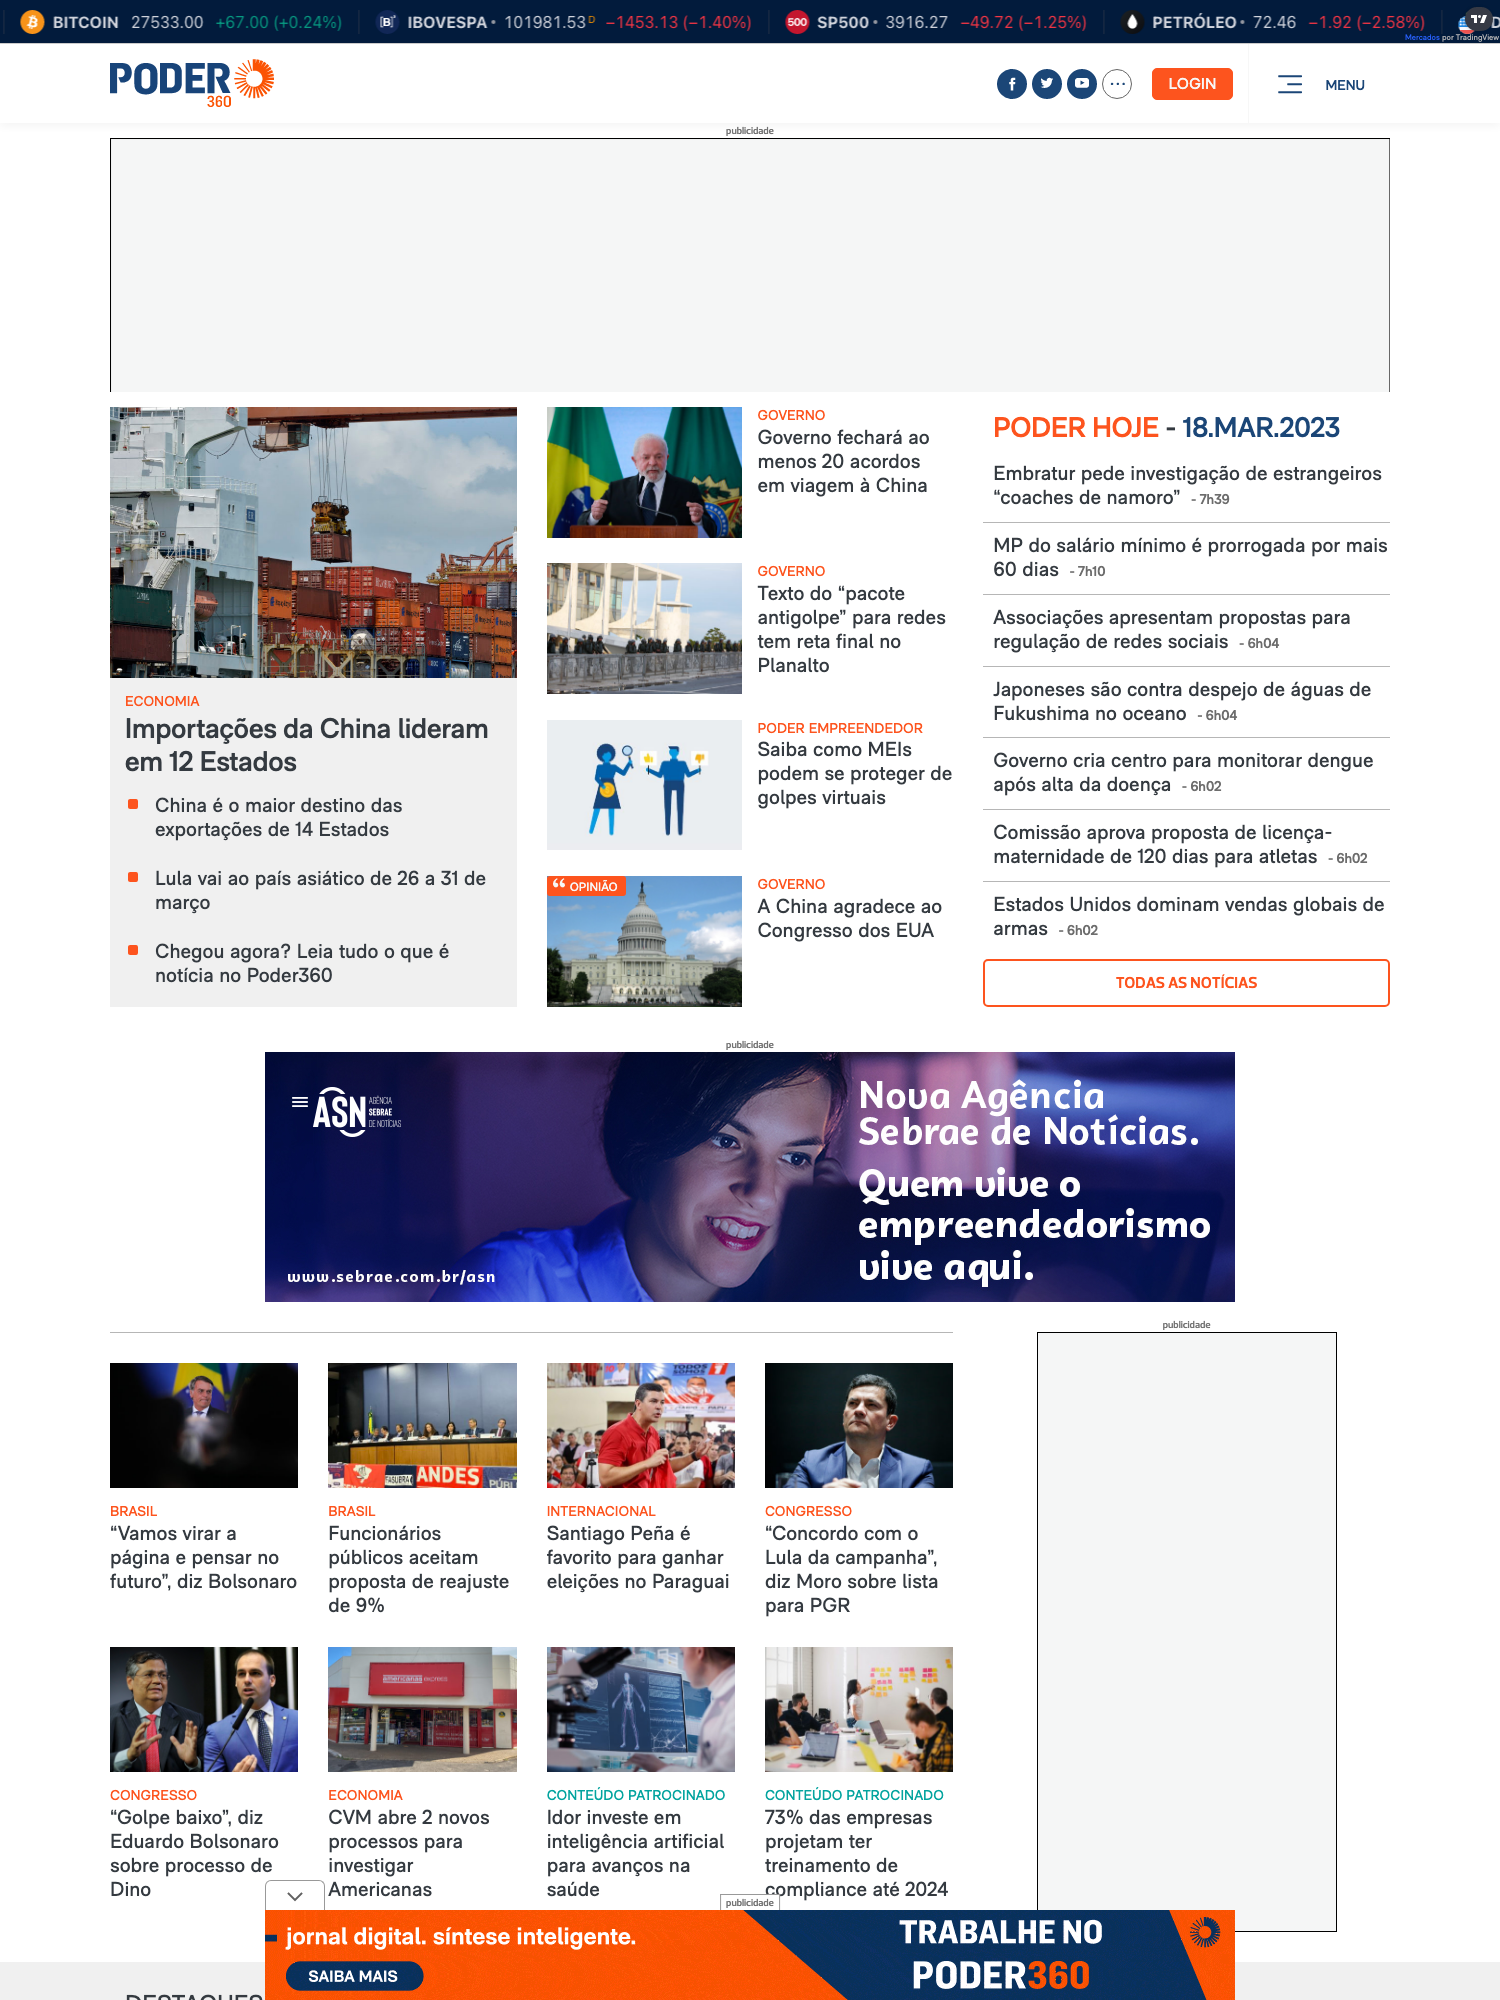 BITCOIN 27533.00 +67.00 (+0.24%) IBOVESPA 101981.53 D −1453.13 (−1.40%) 500 SP500 3916.27 −49.72 (−1.25%) PETRÓLEO 72.46 −1.92 (−2.58%)
Mercados por TradingView
PODER
360
LOGIN
MENU
publicidade
ECONOMIA
Importações da China lideram
em 12 Estados
China é o maior destino das
exportações de 14 Estados
Lula vai ao país asiático de 26 a 31 de
março
Chegou agora? Leia tudo o que é
notícia no Poder360
GOVERNO
Governo fechará ao
menos 20 acordos
em viagem à China
GOVERNO
Texto do “pacote
antigolpe” para redes
tem reta final no
Planalto
PODER EMPREENDEDOR
Saiba como MEIs
podem se proteger de
golpes virtuais
OPINIÃO
GOVERNO
A China agradece ao
Congresso dos EUA
PODER HOJE - 18.MAR.2023
Embratur pede investigação de estrangeiros
“coaches de namoro” - 7h39
MP do salário mínimo é prorrogada por mais
60 dias - 7h10
Associações apresentam propostas para
regulação de redes sociais - 6h04
Japoneses são contra despejo de águas de
Fukushima no oceano - 6h04
Governo cria centro para monitorar dengue
após alta da doença - 6h02
Comissão aprova proposta de licença-
maternidade de 120 dias para atletas - 6h02
Estados Unidos dominam vendas globais de
armas - 6h02
TODAS AS NOTÍCIAS
publicidade
ASN AGÊNCIA
SEBRAE
DE NOTÍCIAS
Nova Agência
Sebrae de Notícias.
Quem vive o
empreendedorismo
vive aqui.
www.sebrae.com.br/asn
publicidade
FASUBRA ANDES
BRASIL
“Vamos virar a
página e pensar no
futuro”, diz Bolsonaro
BRASIL
Funcionários
públicos aceitam
proposta de reajuste
de 9%
INTERNACIONAL
Santiago Peña é
favorito para ganhar
eleições no Paraguai
CONGRESSO
“Concordo com o
Lula da campanha”,
diz Moro sobre lista
para PGR
americanas express
CONGRESSO
“Golpe baixo”, diz
Eduardo Bolsonaro
sobre processo de
Dino
ECONOMIA
CVM abre 2 novos
processos para
investigar
Americanas
CONTEÚDO PATROCINADO
Idor investe em
inteligência artificial
para avanços na
saúde
CONTEÚDO PATROCINADO
73% das empresas
projetam ter
treinamento de
compliance até 2024
publicidade
jornal digital. síntese inteligente.
SAIBA MAIS
TRABALHE NO
PODER360
DESTAQUES